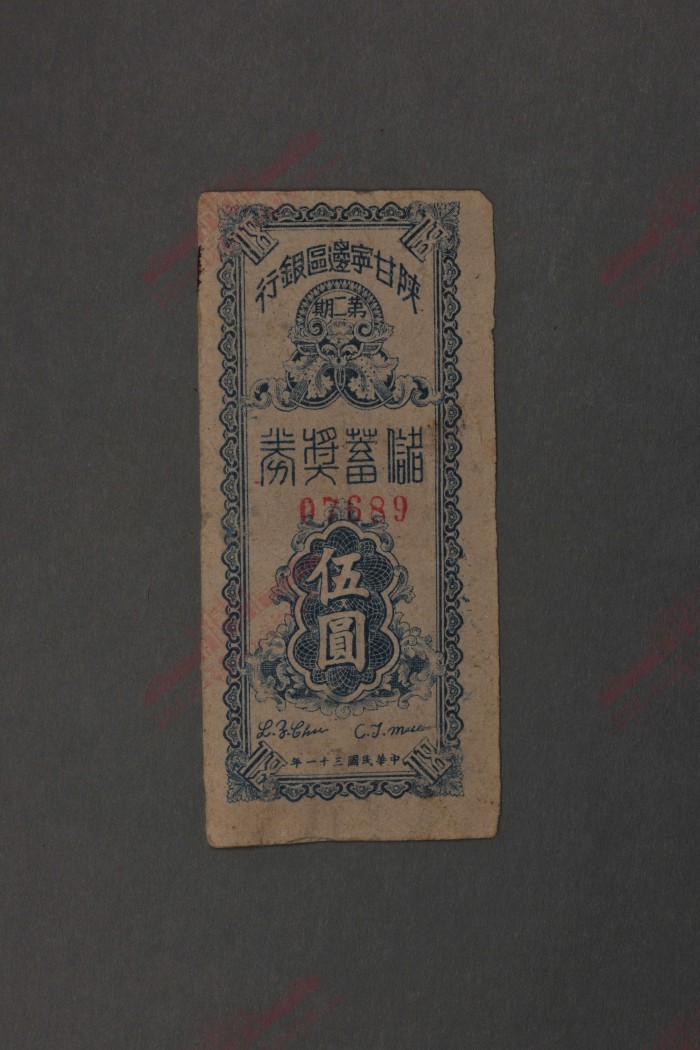 陝甘寧邊區銀行
第二期
儲蓄獎券
07689
伍圓
L. Z. Chu
中華民國三十一年